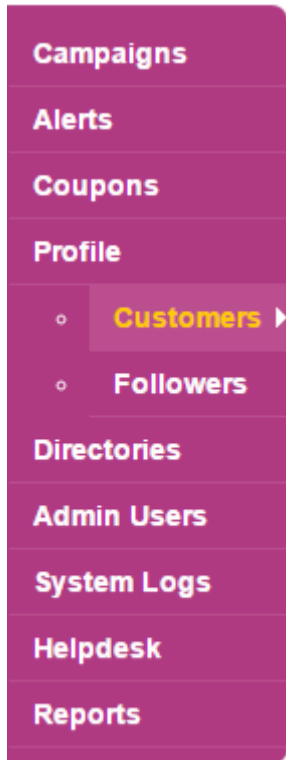 Campaigns
Alerts
Coupons
Profile
Customers
Followers
Directories
Admin Users
System Logs
Helpdesk
Reports